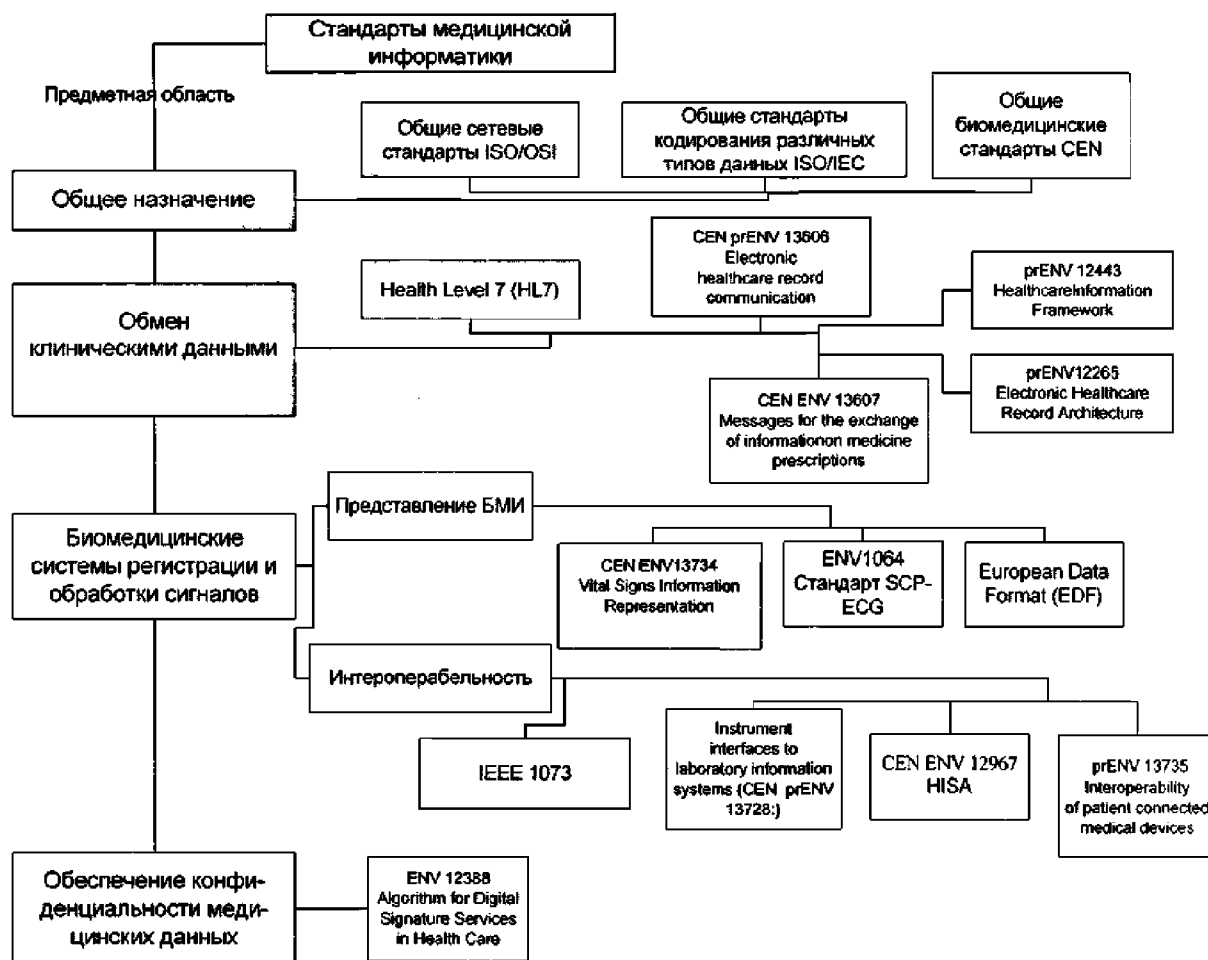 Стандарты медицинской
информатики
Предметная область
Общие сетевые
стандарты ISO/OSI
Общие стандарты
кодирования различных
типов данных ISO/IEC
Общие
биомедицинские
стандарты CEN
Общее назначение
Обмен
клиническими данными
Health Level 7 (HL7)
CEN prENV 13606
Electronic
healthcare record
communication
prENV 12443
HealthcareInformation
Framework
prENV12265
Electronic Healthcare
Record Architecture
CEN ENV 13607
Messages for the exchange
of informationon medicine
prescriptions
Биомедицинские
системы регистрации и
обработки сигналов
Представление БМИ
CEN ENV13734
Vital Signs Information
Representation
ENV1064
Стандарт SCP-
ECG
European Data
Format (EDF)
Интероперабельность
IEEE 1073
Instrument
interfaces to
laboratory information
systems (CEN prENV
13728:)
CEN ENV 12967
HISA
prENV 13735
Interoperability
of patient connected
medical devices
Обеспечение конфи-
денциальности меди-
цинских данных
ENV 12388
Algorithm for Digital
Signature Services
in Health Care